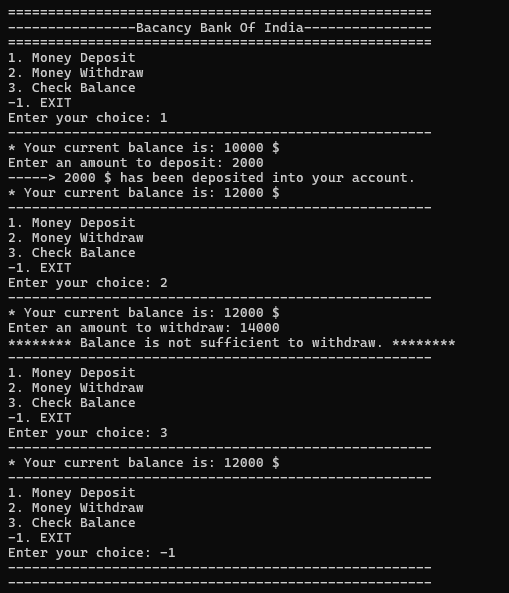 =====================================================
----------------Bacancy Bank Of India----------------
=====================================================
1. Money Deposit
2. Money Withdraw
3. Check Balance
-1. EXIT
Enter your choice: 1
-----------------------------------------------------
* Your current balance is: 10000 $
Enter an amount to deposit: 2000
-----> 2000 $ has been deposited into your account.
* Your current balance is: 12000 $
-----------------------------------------------------
1. Money Deposit
2. Money Withdraw
3. Check Balance
-1. EXIT
Enter your choice: 2
-----------------------------------------------------
* Your current balance is: 12000 $
Enter an amount to withdraw: 14000
******** Balance is not sufficient to withdraw. ********
-----------------------------------------------------
1. Money Deposit
2. Money Withdraw
3. Check Balance
-1. EXIT
Enter your choice: 3
-----------------------------------------------------
* Your current balance is: 12000 $
-----------------------------------------------------
1. Money Deposit
2. Money Withdraw
3. Check Balance
-1. EXIT
Enter your choice: -1
-----------------------------------------------------
-----------------------------------------------------